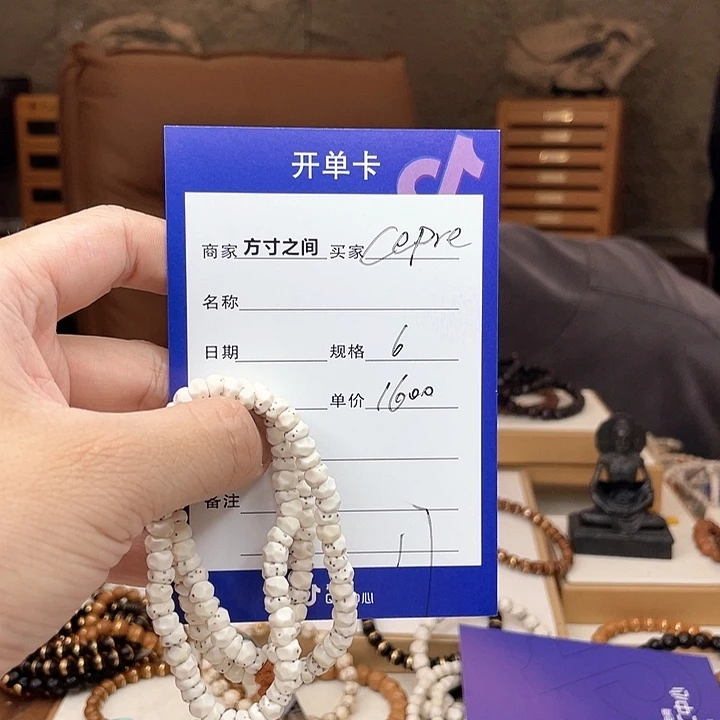 开单卡
商家 方寸之间 买家 Cepre
名称
日期 规格 6
单价 1600
备注